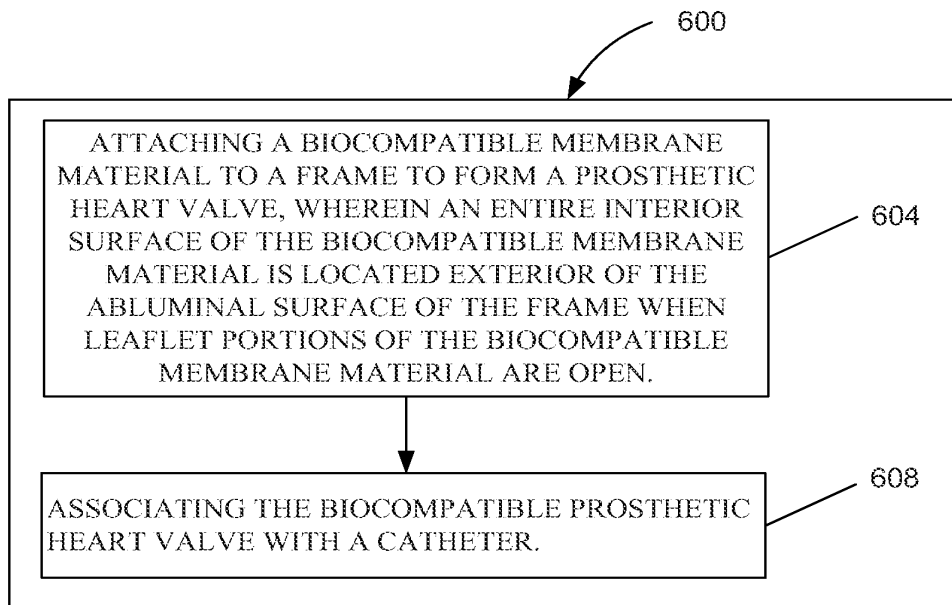 600
ATTACHING A BIOCOMPATIBLE MEMBRANE
MATERIAL TO A FRAME TO FORM A PROSTHETIC
HEART VALVE, WHEREIN AN ENTIRE INTERIOR
SURFACE OF THE BIOCOMPATIBLE MEMBRANE
MATERIAL IS LOCATED EXTERIOR OF THE
ABLUMINAL SURFACE OF THE FRAME WHEN
LEAFLET PORTIONS OF THE BIOCOMPATIBLE
MEMBRANE MATERIAL ARE OPEN.
604
ASSOCIATING THE BIOCOMPATIBLE PROSTHETIC
HEART VALVE WITH A CATHETER.
608